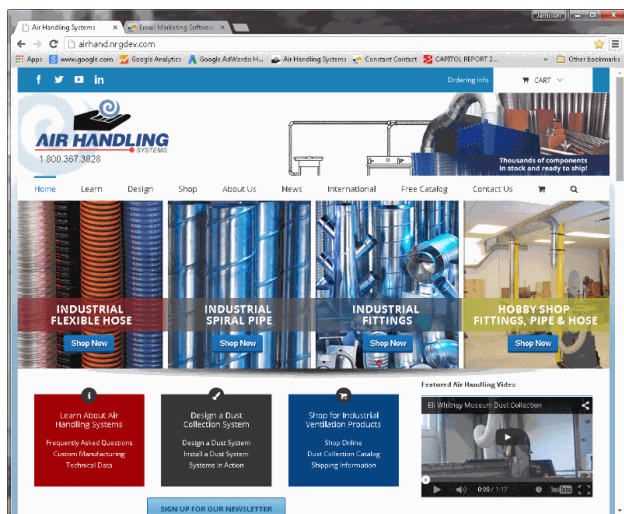 Jamison
Air Handling Systems
Email Marketing Software
airhand.nrgdev.com
Apps
www.google.com
Google Analytics
Google AdWords H...
Air Handling Systems
Constant Contact
CAPITOL REPORT 2...
»
Other bookmarks
Ordering Info
CART
AIR HANDLING
SYSTEMS
1.800.367.3828
Thousands of components
in stock and ready to ship!
Home
Learn
Design
Shop
About Us
News
International
Free Catalog
Contact Us
INDUSTRIAL
FLEXIBLE HOSE
Shop Now
INDUSTRIAL
SPIRAL PIPE
Shop Now
INDUSTRIAL
FITTINGS
Shop Now
HOBBY SHOP
FITTINGS, PIPE & HOSE
Shop Now
Learn About Air
Handling Systems
Frequently Asked Questions
Custom Manufacturing
Technical Data
Design a Dust
Collection System
Design a Dust System
Install a Dust System
Systems in Action
Shop for Industrial
Ventilation Products
Shop Online
Dust Collection Catalog
Shipping Information
Featured Air Handling Video
Eli Whitney Museum Dust Collection
0:00 / 1:17
YouTube
SIGN UP FOR OUR NEWSLETTER